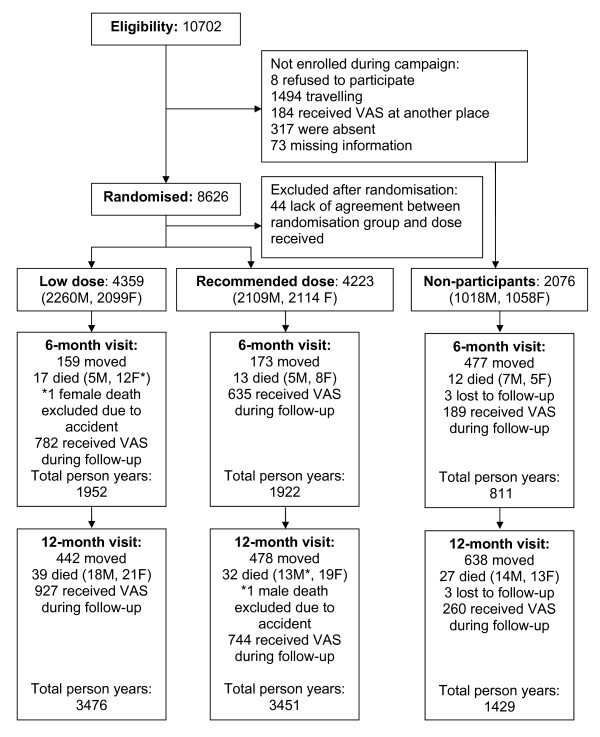 Eligibility: 10702
Not enrolled during campaign:
8 refused to participate
1494 travelling
184 received VAS at another place
317 were absent
73 missing information
Randomised: 8626
Excluded after randomisation:
44 lack of agreement between
randomisation group and dose
received
Low dose: 4359
(2260M, 2099F)
Recommended dose: 4223
(2109M, 2114 F)
Non-participants: 2076
(1018M, 1058F)
6-month visit:
159 moved
17 died (5M, 12F*)
*1 female death
excluded due to
accident
782 received VAS
during follow-up
Total person years:
1952
6-month visit:
173 moved
13 died (5M, 8F)
635 received VAS
during follow-up
Total person years:
1922
6-month visit:
477 moved
12 died (7M, 5F)
3 lost to follow-up
189 received VAS
during follow-up
Total person years:
811
12-month visit:
442 moved
39 died (18M, 21F)
927 received VAS
during follow-up
Total person years:
3476
12-month visit:
478 moved
32 died (13M*, 19F)
*1 male death
excluded due to
accident
744 received VAS
during follow-up
Total person years:
3451
12-month visit:
638 moved
27 died (14M, 13F)
3 lost to follow-up
260 received VAS
during follow-up
Total person years:
1429